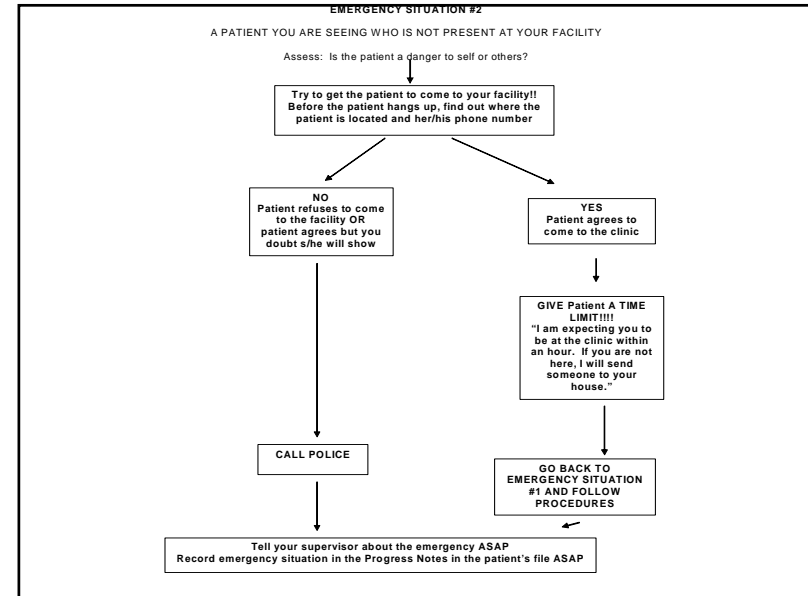 EMERGENCY SITUATION #2
A PATIENT YOU ARE SEEING WHO IS NOT PRESENT AT YOUR FACILITY
Assess: Is the patient a danger to self or others?
Try to get the patient to come to your facility!!
Before the patient hangs up, find out where the
patient is located and her/his phone number
NO
Patient refuses to come
to the facility OR
patient agrees but you
doubt s/he will show
YES
Patient agrees to
come to the clinic
GIVE Patient A TIME
LIMIT!!!!
"I am expecting you to
be at the clinic within
an hour. If you are not
here, I will send
someone to your
house."
CALL POLICE
GO BACK TO
EMERGENCY SITUATION
#1 AND FOLLOW
PROCEDURES
Tell your supervisor about the emergency ASAP
Record emergency situation in the Progress Notes in the patient's file ASAP